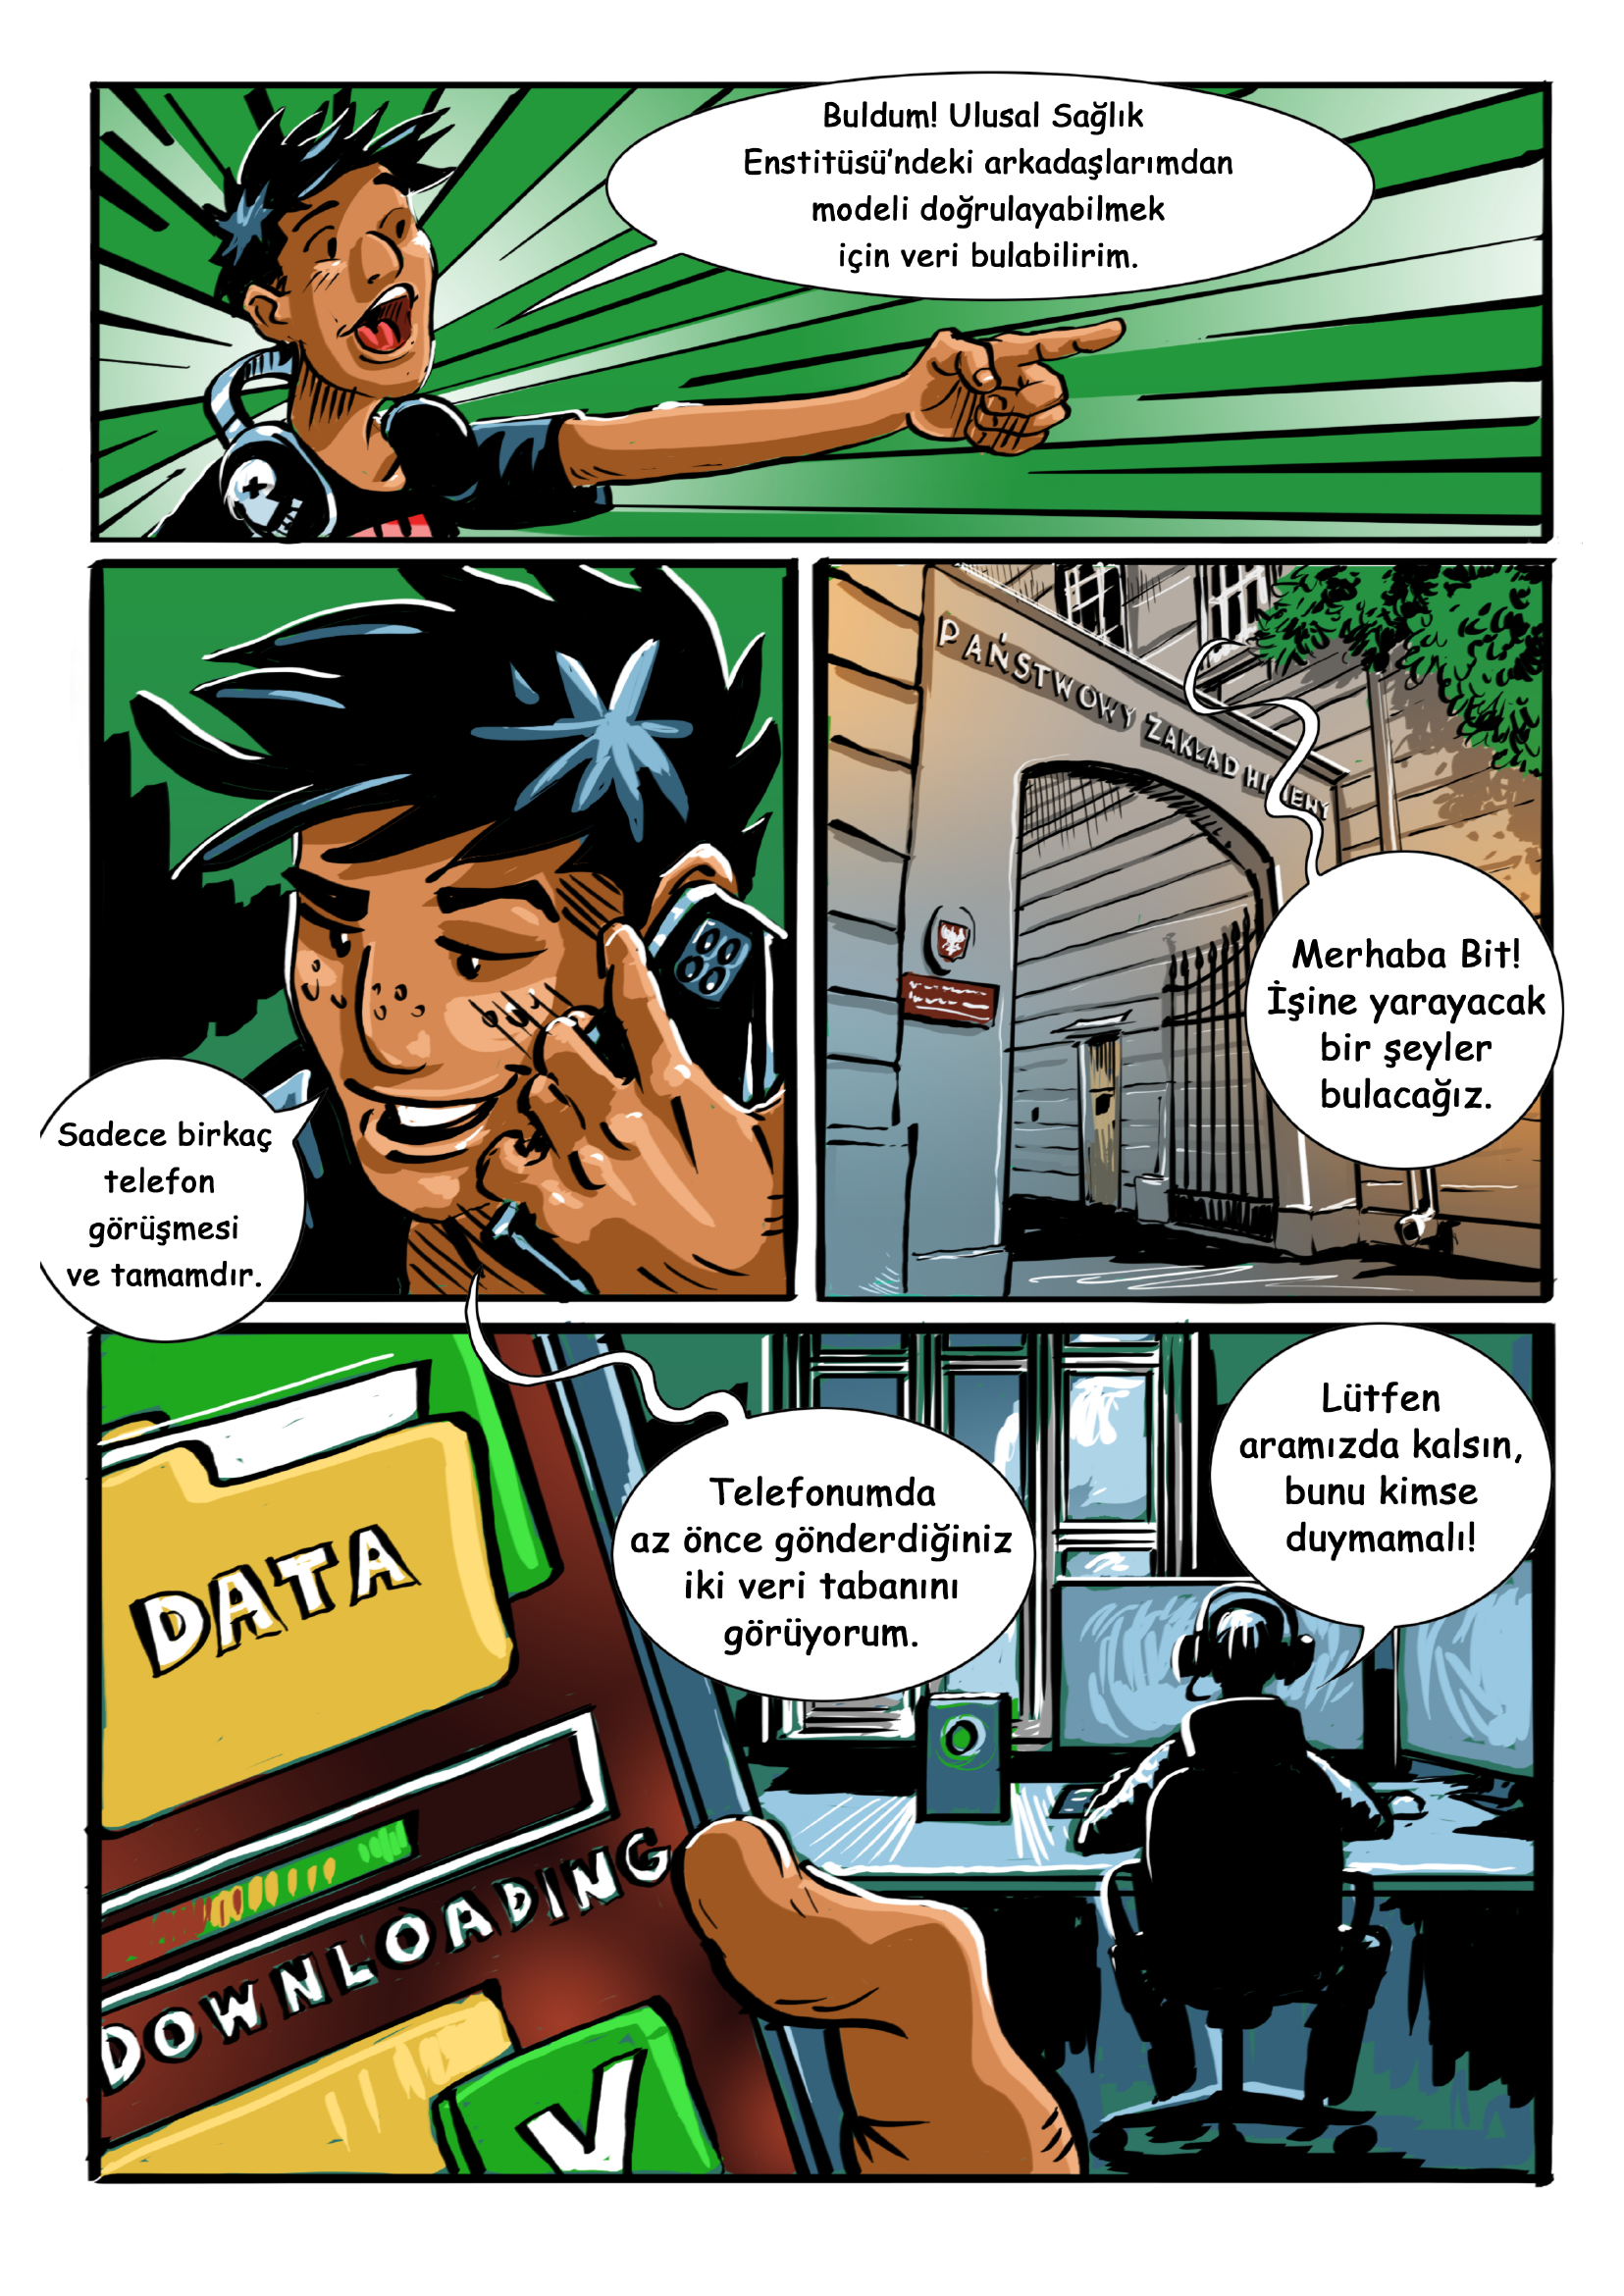 Buldum! Ulusal Sağlık
Enstitüsü'ndeki arkadaşlarımdan
modeli doğrulayabilmek
için veri bulabilirim.
Sadece birkaç
telefon
görüşmesi
ve tamamdır.
PAŃSTWOWY ZAKŁAD
Merhaba Bit!
İşine yarayacak
bir şeyler
bulacağız.
DATA
DOWNLOADING
Telefonumda
az önce gönderdiğiniz
iki veri tabanını
görüyorum.
Lütfen
aramızda kalsın,
bunu kimse
duymamalı!